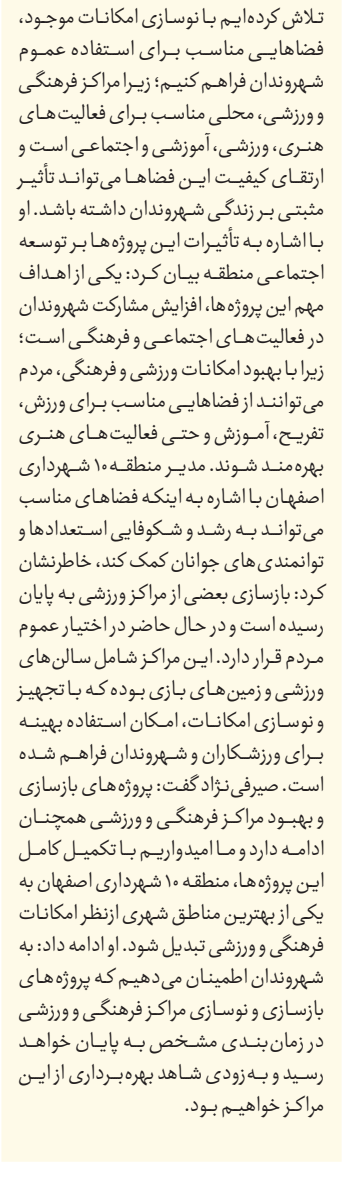 تلاش کرده‌ایم با نوسازی امکانات موجود،
فضاهایی مناسب برای استفاده عموم
شهروندان فراهم کنیم؛ زیرا مراکز فرهنگی
و ورزشی، محلی مناسب برای فعالیت‌های
هنری، ورزشی، آموزشی و اجتماعی است و
ارتقای کیفیت این فضاها می‌تواند تأثیر
مثبتی بر زندگی شهروندان داشته باشد. او
با اشاره به تأثیرات این پروژه‌ها بر توسعه
اجتماعی منطقه بیان کرد: یکی از اهداف
مهم این پروژه‌ها، افزایش مشارکت شهروندان
در فعالیت‌های اجتماعی و فرهنگی است؛
زیرا با بهبود امکانات ورزشی و فرهنگی، مردم
می‌توانند از فضاهایی مناسب برای ورزش،
تفریح، آموزش و حتی فعالیت‌های هنری
بهره‌مند شوند. مدیر منطقه ۱۰ شهرداری
اصفهان با اشاره به اینکه فضاهای مناسب
می‌تواند به رشد و شکوفایی استعدادها و
توانمندی‌های جوانان کمک کند، خاطرنشان
کرد: بازسازی بعضی از مراکز ورزشی به پایان
رسیده است و در حال حاضر در اختیار عموم
مردم قرار دارد. این مراکز شامل سالن‌های
ورزشی و زمین‌های بازی بوده که با تجهیز
و نوسازی امکانات، امکان استفاده بهینه
برای ورزشکاران و شهروندان فراهم شده
است. صیرفی‌نژاد گفت: پروژه‌های بازسازی
و بهبود مراکز فرهنگی و ورزشی همچنان
ادامه دارد و ما امیدواریم با تکمیل کامل
این پروژه‌ها، منطقه ۱۰ شهرداری اصفهان به
یکی از بهترین مناطق شهری ازنظر امکانات
فرهنگی و ورزشی تبدیل شود. او ادامه داد: به
شهروندان اطمینان می‌دهیم که پروژه‌های
بازسازی و نوسازی مراکز فرهنگی و ورزشی
در زمان‌بندی مشخص به پایان خواهد
رسید و به‌زودی شاهد بهره‌برداری از این
مراکز خواهیم بود.